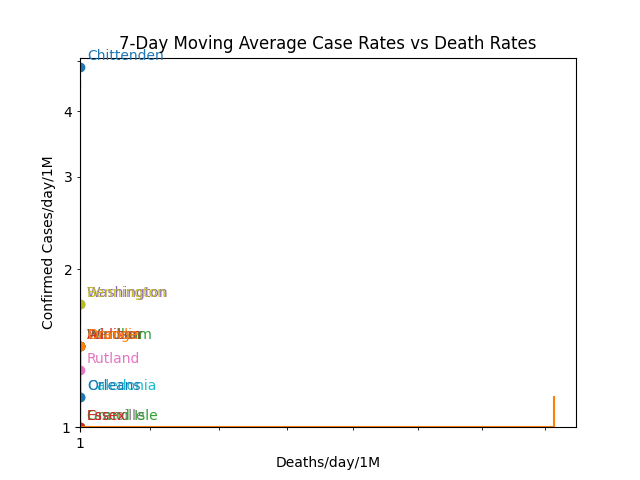 7-Day Moving Average Case Rates vs Death Rates
Chittenden
4
3
Confirmed Cases/day/1M
2
Washington
Rutland
Orleans
Essex
Isle
1
1
Deaths/day/1M